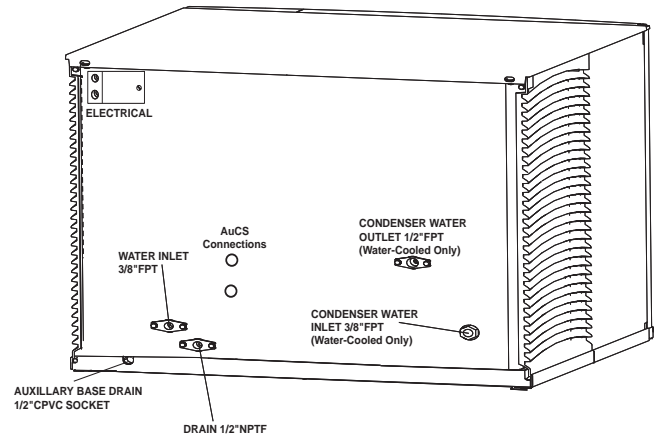 ELECTRICAL
AuCS
Connections
WATER INLET
3/8"FPT
CONDENSER WATER
OUTLET 1/2"FPT
(Water-Cooled Only)
CONDENSER WATER
INLET 3/8"FPT
(Water-Cooled Only)
AUXILLARY BASE DRAIN
1/2"CPVC SOCKET
DRAIN 1/2"NPTF